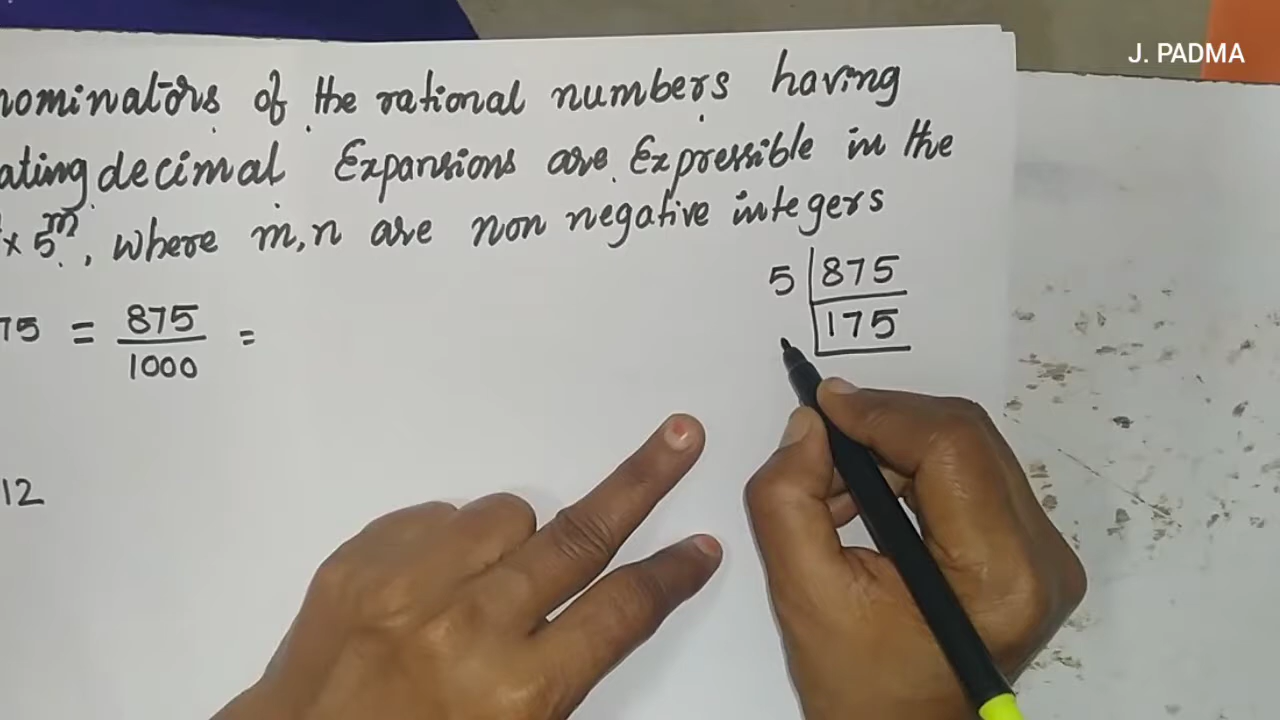 J. PADMA
nominators of the rational numbers having
ating decimal Expansions are Expressible in the
× 5^m, where m,n are non negative integers
5 | 875
175
75 = 875/1000 =
12